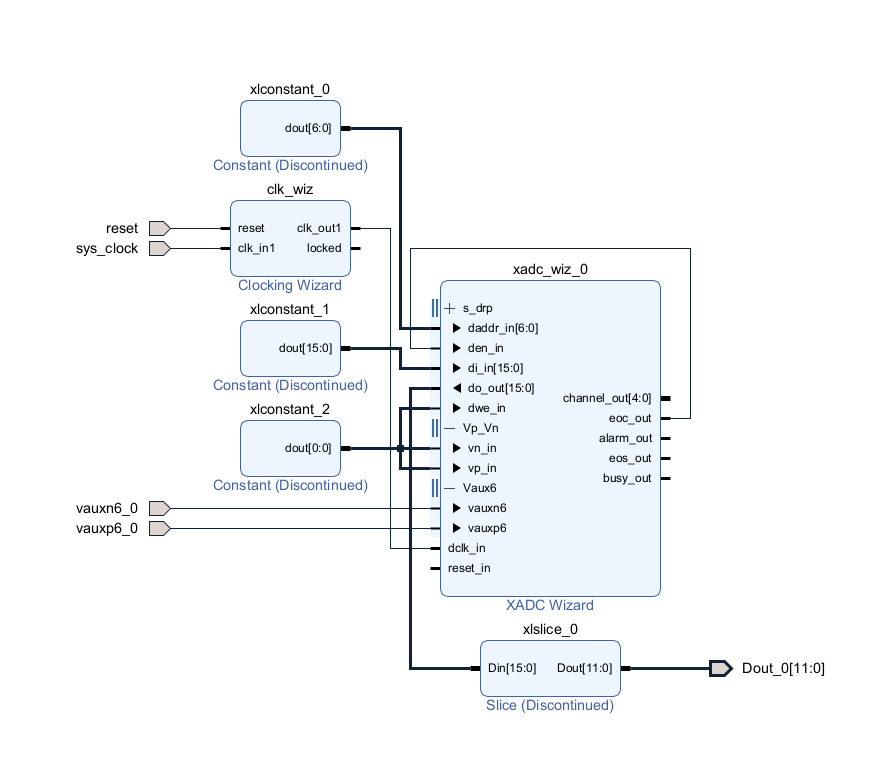 xlconstant_0
dout[6:0]
Constant (Discontinued)
clk_wiz
reset
reset
clk_out1
sys_clock
clk_in1
locked
Clocking Wizard
xlconstant_1
dout[15:0]
Constant (Discontinued)
xlconstant_2
dout[0:0]
Constant (Discontinued)
vauxn6_0
vauxp6_0
xadc_wiz_0
s_drp
daddr_in[6:0]
den_in
di_in[15:0]
do_out[15:0]
dwe_in
Vp_Vn
vn_in
vp_in
Vaux6
vauxn6
vauxp6
dclk_in
reset_in
channel_out[4:0]
eoc_out
alarm_out
eos_out
busy_out
XADC Wizard
xlslice_0
Din[15:0]
Dout[11:0]
Slice (Discontinued)
Dout_0[11:0]